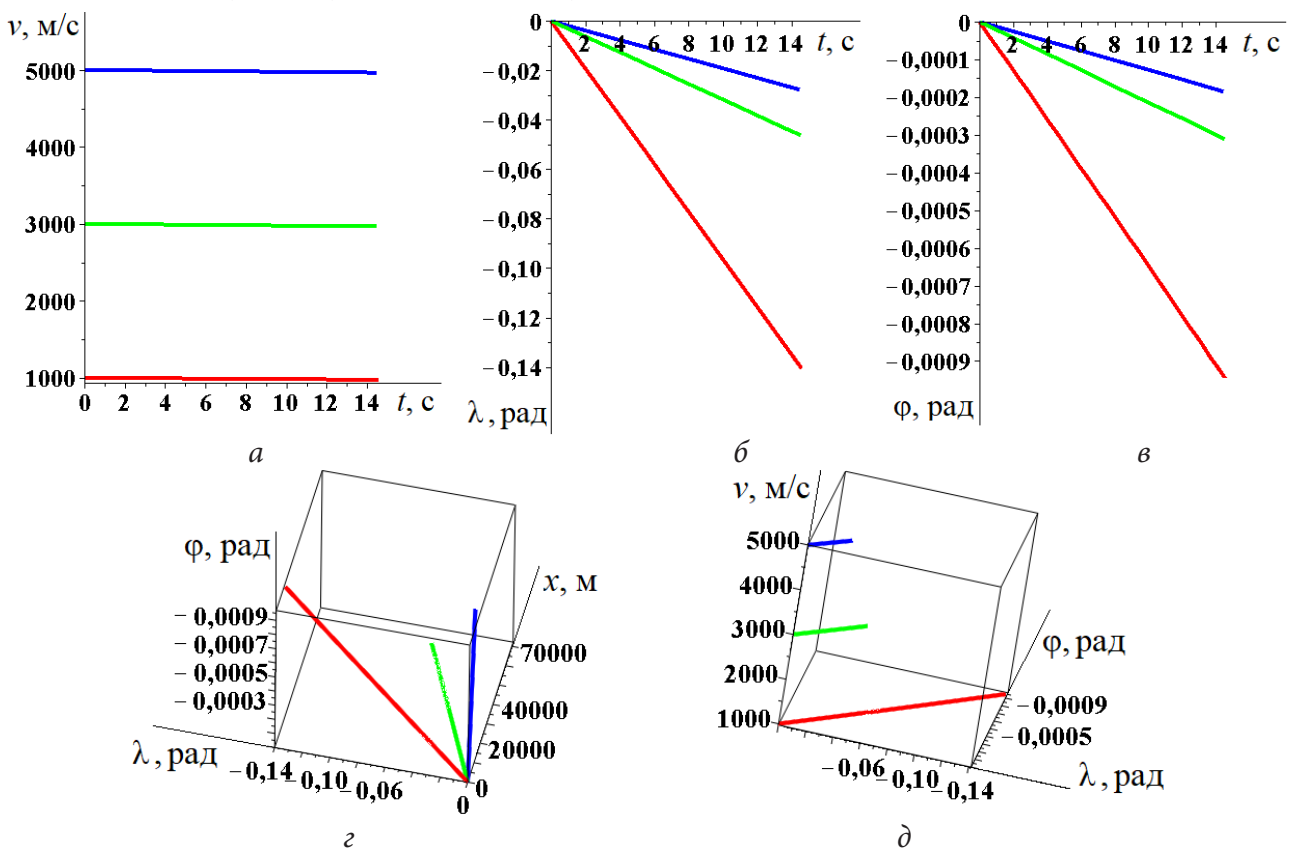 v, м/с
5000
4000
3000
2000
1000
0 2 4 6 8 10 12 14 t, с
а
0
2 4 6 8 10 12 14 t, с
−0,02
−0,04
−0,06
−0,08
−0,10
−0,12
−0,14
λ, рад
б
0
2 4 6 8 10 12 14 t, с
−0,0001
−0,0002
−0,0003
−0,0004
−0,0005
−0,0006
−0,0007
−0,0008
−0,0009
φ, рад
в
φ, рад
−0,0009
−0,0007
−0,0005
−0,0003
λ, рад
−0,14 −0,10 −0,06 0
x, м
70000
40000
20000
0
г
v, м/с
5000
4000
3000
2000
1000
−0,06 −0,10 −0,14
λ, рад
φ, рад
−0,0009
−0,0005
д